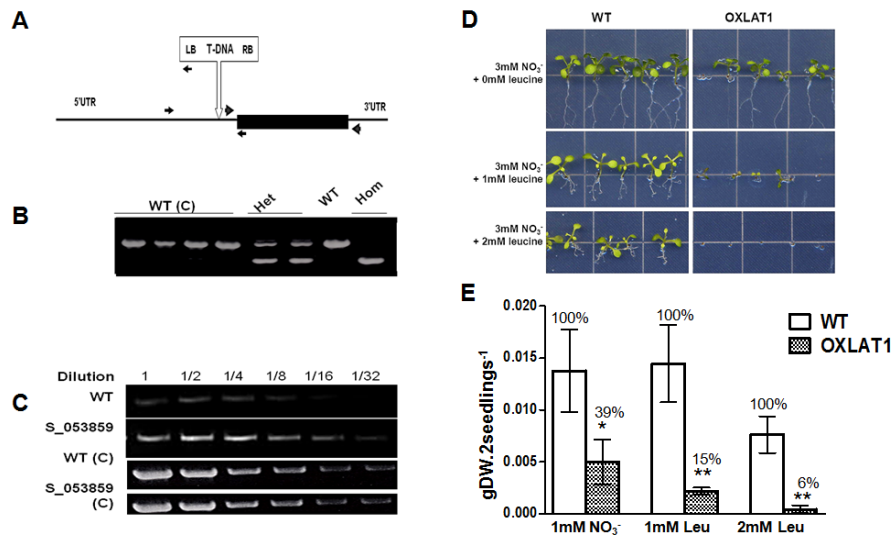 A
LB T-DNA RB
5'UTR
3'UTR
B
WT (C)
Het
WT
Hom
C
Dilution 1 1/2 1/4 1/8 1/16 1/32
WT
S_053859
WT (C)
S_053859
(C)
D
WT OXLAT1
3mM NO3-
+ 0mM leucine
3mM NO3-
+ 1mM leucine
3mM NO3-
+ 2mM leucine
E
gDW.2seedlings-1
0.020
0.015
0.010
0.005
0.000
100%
39%
*
100%
15%
**
100%
6%
**
WT
OXLAT1
1mM NO3-
1mM Leu
2mM Leu